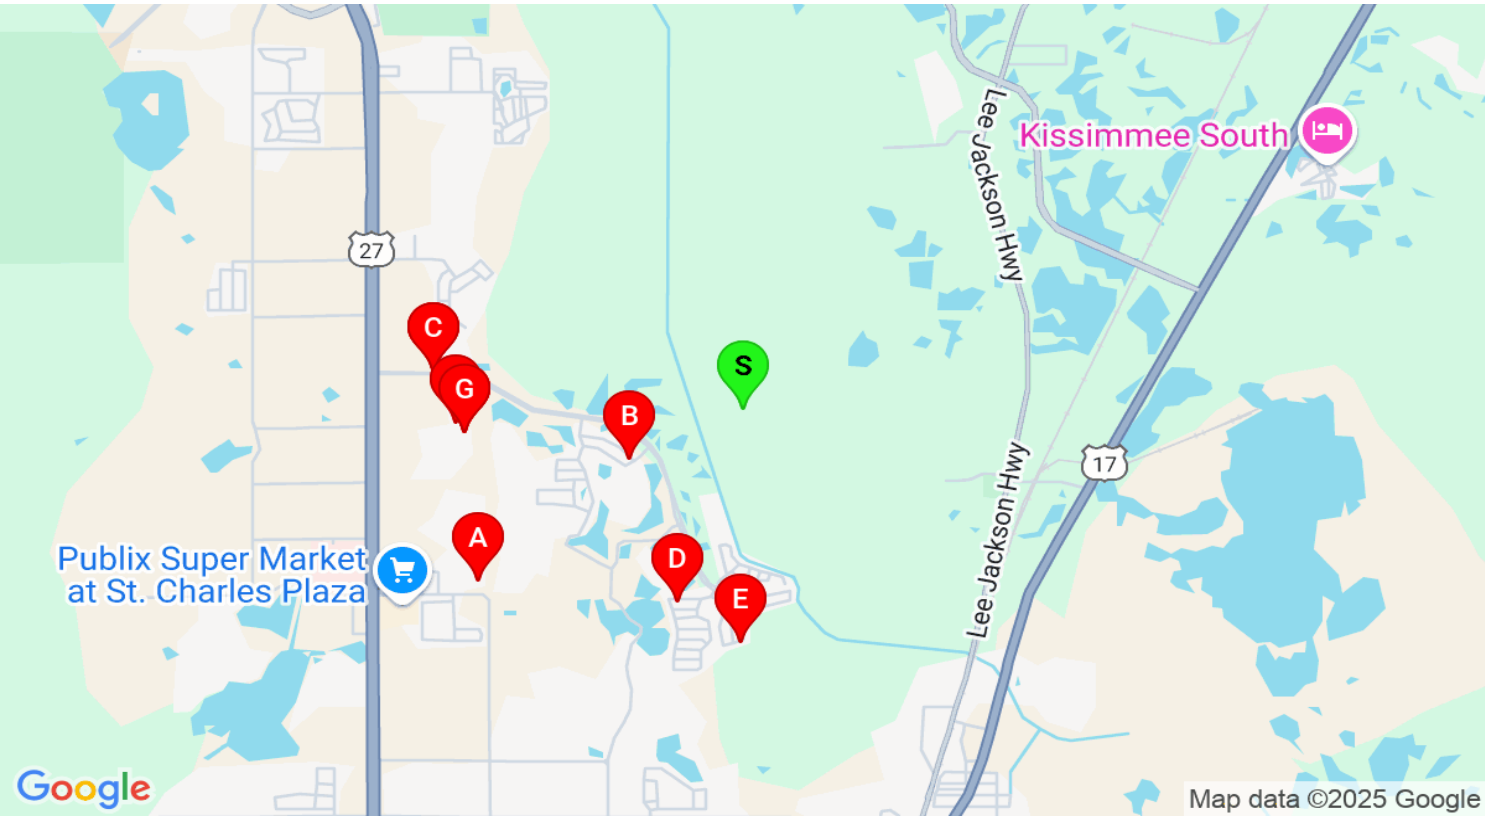 Kissimmee South
Lee Jackson Hwy
27
C
S
G
B
17
Lee Jackson Hwy
A
Publix Super Market
at St. Charles Plaza
D
E
Google
Map data ©2025 Google